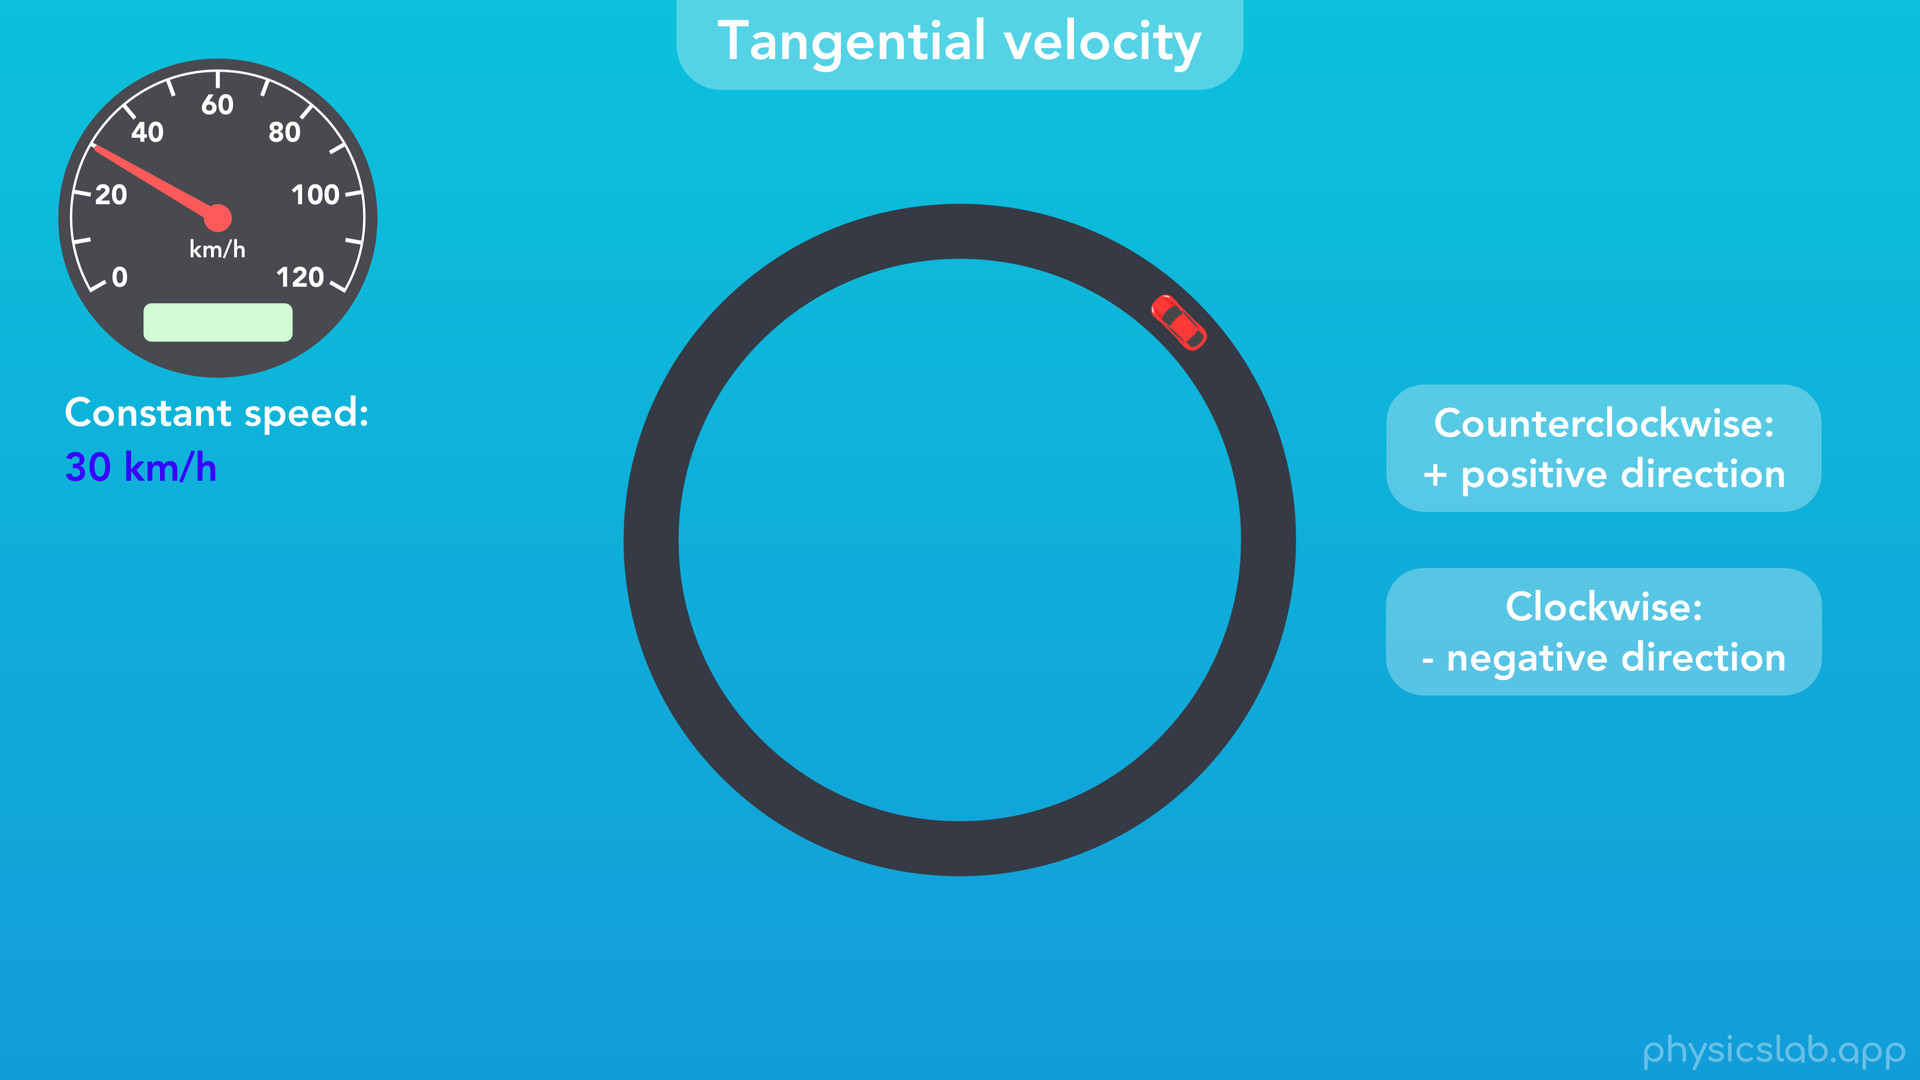 Tangential velocity
60
40
80
20
100
km/h
0
120
Constant speed:
30 km/h
Counterclockwise:
+ positive direction
Clockwise:
- negative direction
physicslab.app